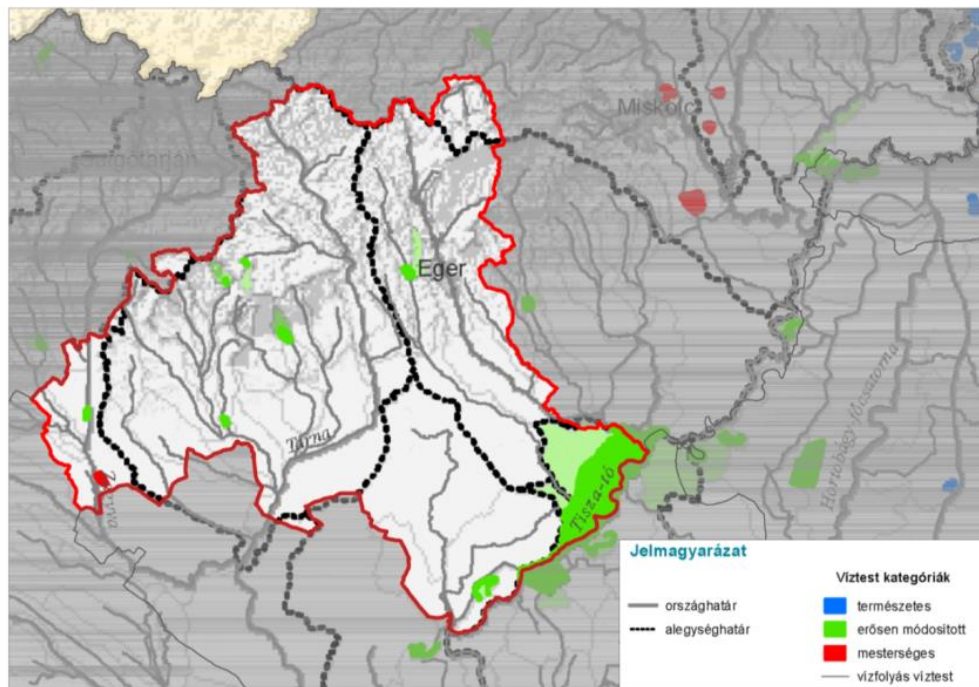 Miskolc
Salgótarján
Eger
Tarna
Hortobágy-főcsatorna
Tisza-tó
Jelmagyarázat
Víztest kategóriák
országhatár
alegységhatár
természetes
erősen módosított
mesterséges
vízfolyás víztest